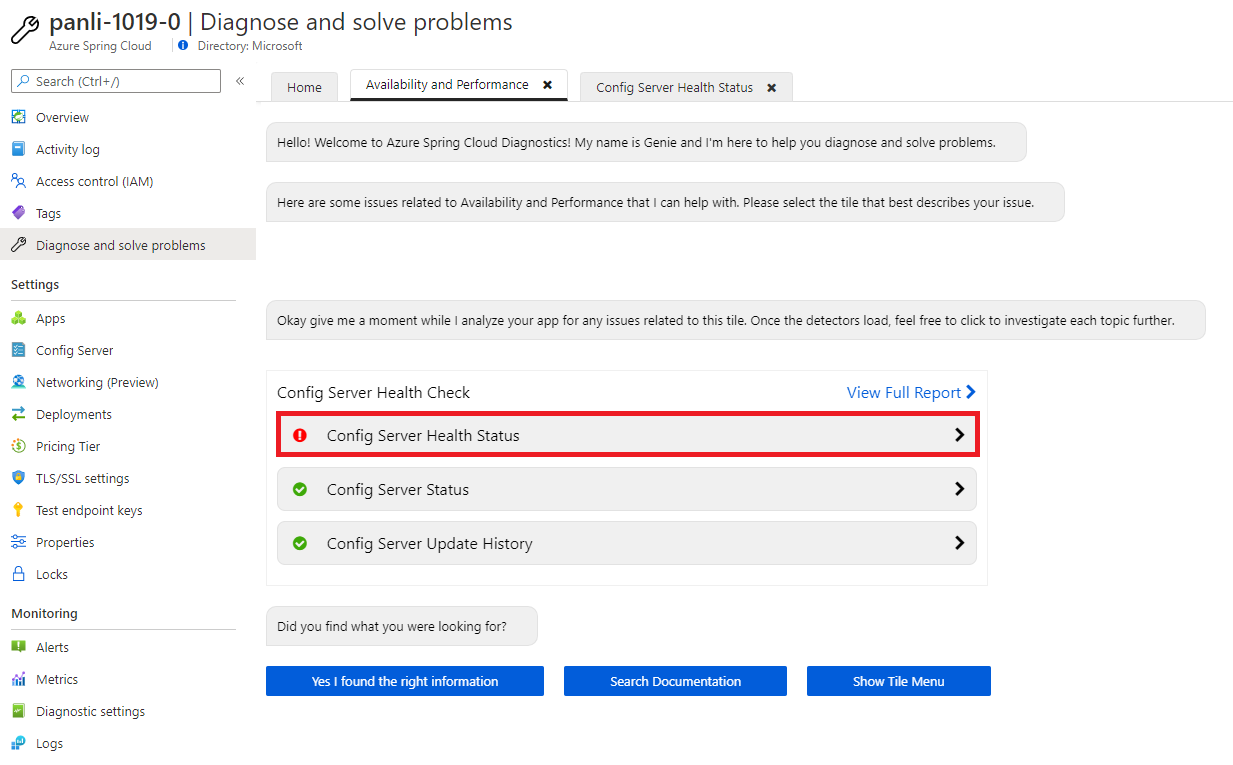 panli-1019-0 | Diagnose and solve problems
Azure Spring Cloud
Directory: Microsoft
Search (Ctrl+/)
«
Overview
Activity log
Access control (IAM)
Tags
Diagnose and solve problems
Settings
Apps
Config Server
Networking (Preview)
Deployments
Pricing Tier
TLS/SSL settings
Test endpoint keys
Properties
Locks
Monitoring
Alerts
Metrics
Diagnostic settings
Logs
Home
Availability and Performance
Config Server Health Status
Hello! Welcome to Azure Spring Cloud Diagnostics! My name is Genie and I'm here to help you diagnose and solve problems.
Here are some issues related to Availability and Performance that I can help with. Please select the tile that best describes your issue.
Okay give me a moment while I analyze your app for any issues related to this tile. Once the detectors load, feel free to click to investigate each topic further.
Config Server Health Check
View Full Report
Config Server Health Status
Config Server Status
Config Server Update History
Did you find what you were looking for?
Yes I found the right information
Search Documentation
Show Tile Menu